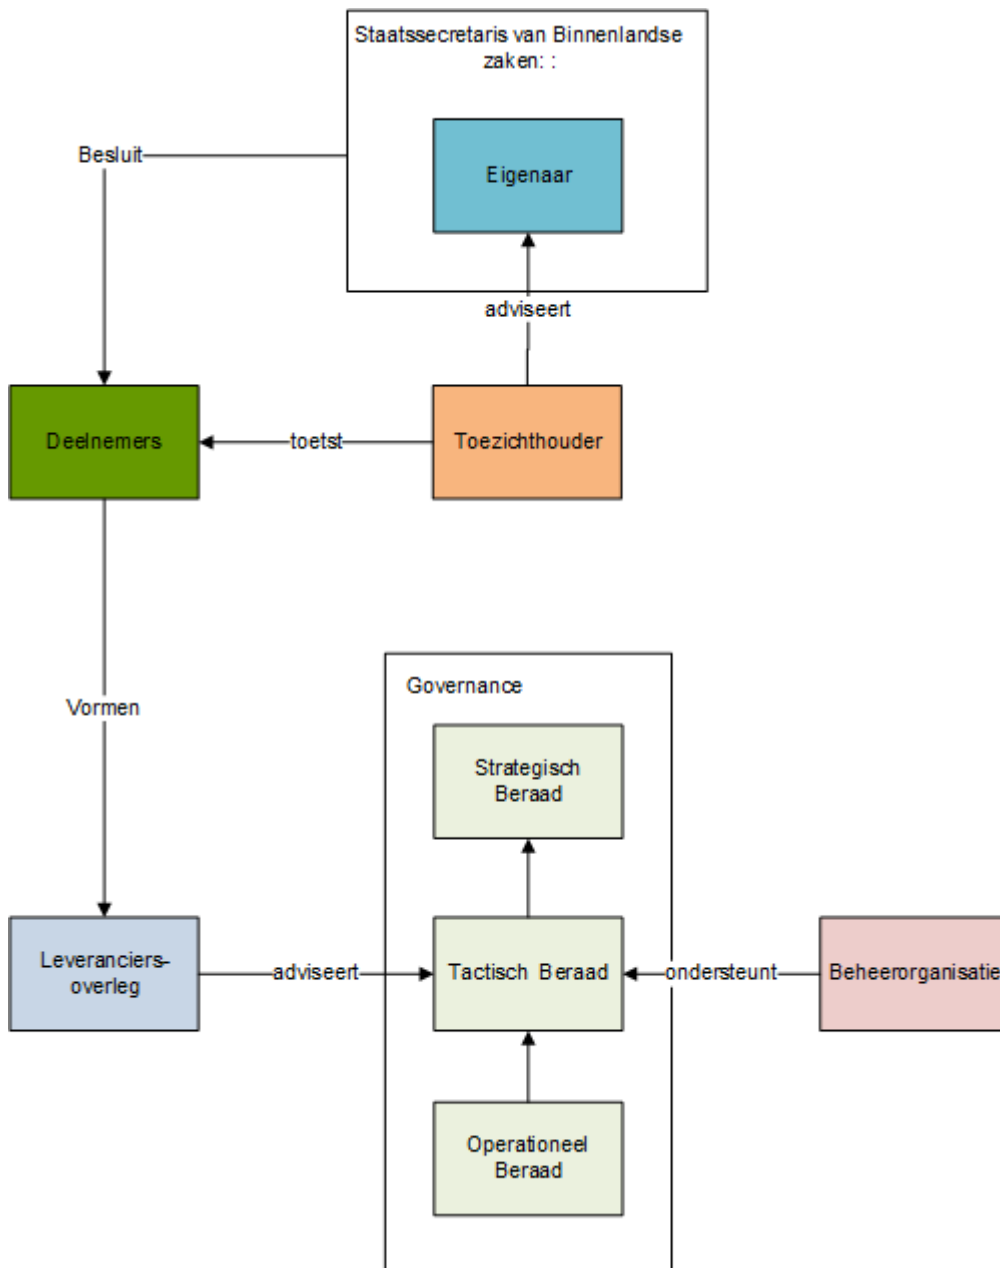 Staatssecretaris van Binnenlandse
zaken: :
Besluit
Eigenaar
adviseert
Deelnemers
toetst
Toezichthouder
Vormen
Governance
Strategisch
Beraad
Leveranciers-
overleg
adviseert
Tactisch Beraad
ondersteunt
Beheerorganisatie
Operationeel
Beraad